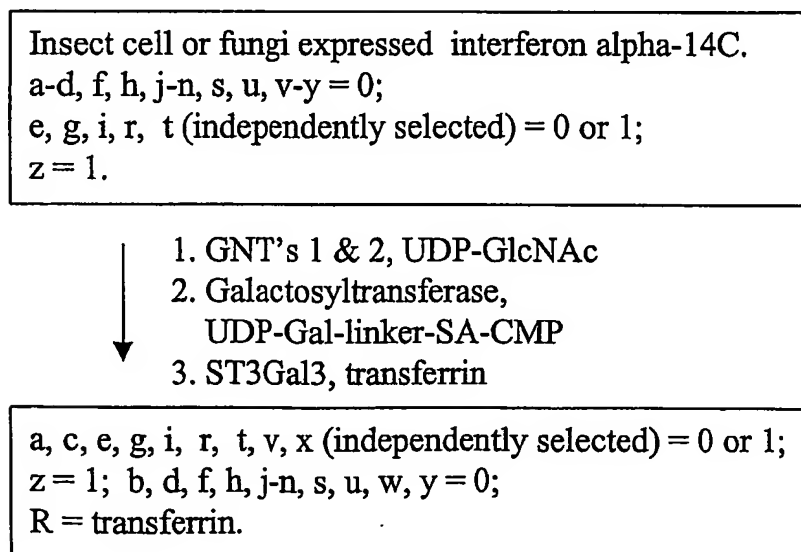 Insect cell or fungi expressed interferon alpha-14C.
a-d, f, h, j-n, s, u, v-y = 0;
e, g, i, r, t (independently selected) = 0 or 1;
z = 1.
1. GNT's 1 & 2, UDP-GlcNAc
2. Galactosyltransferase,
UDP-Gal-linker-SA-CMP
3. ST3Gal3, transferrin
a, c, e, g, i, r, t, v, x (independently selected) = 0 or 1;
z = 1; b, d, f, h, j-n, s, u, w, y = 0;
R = transferrin.